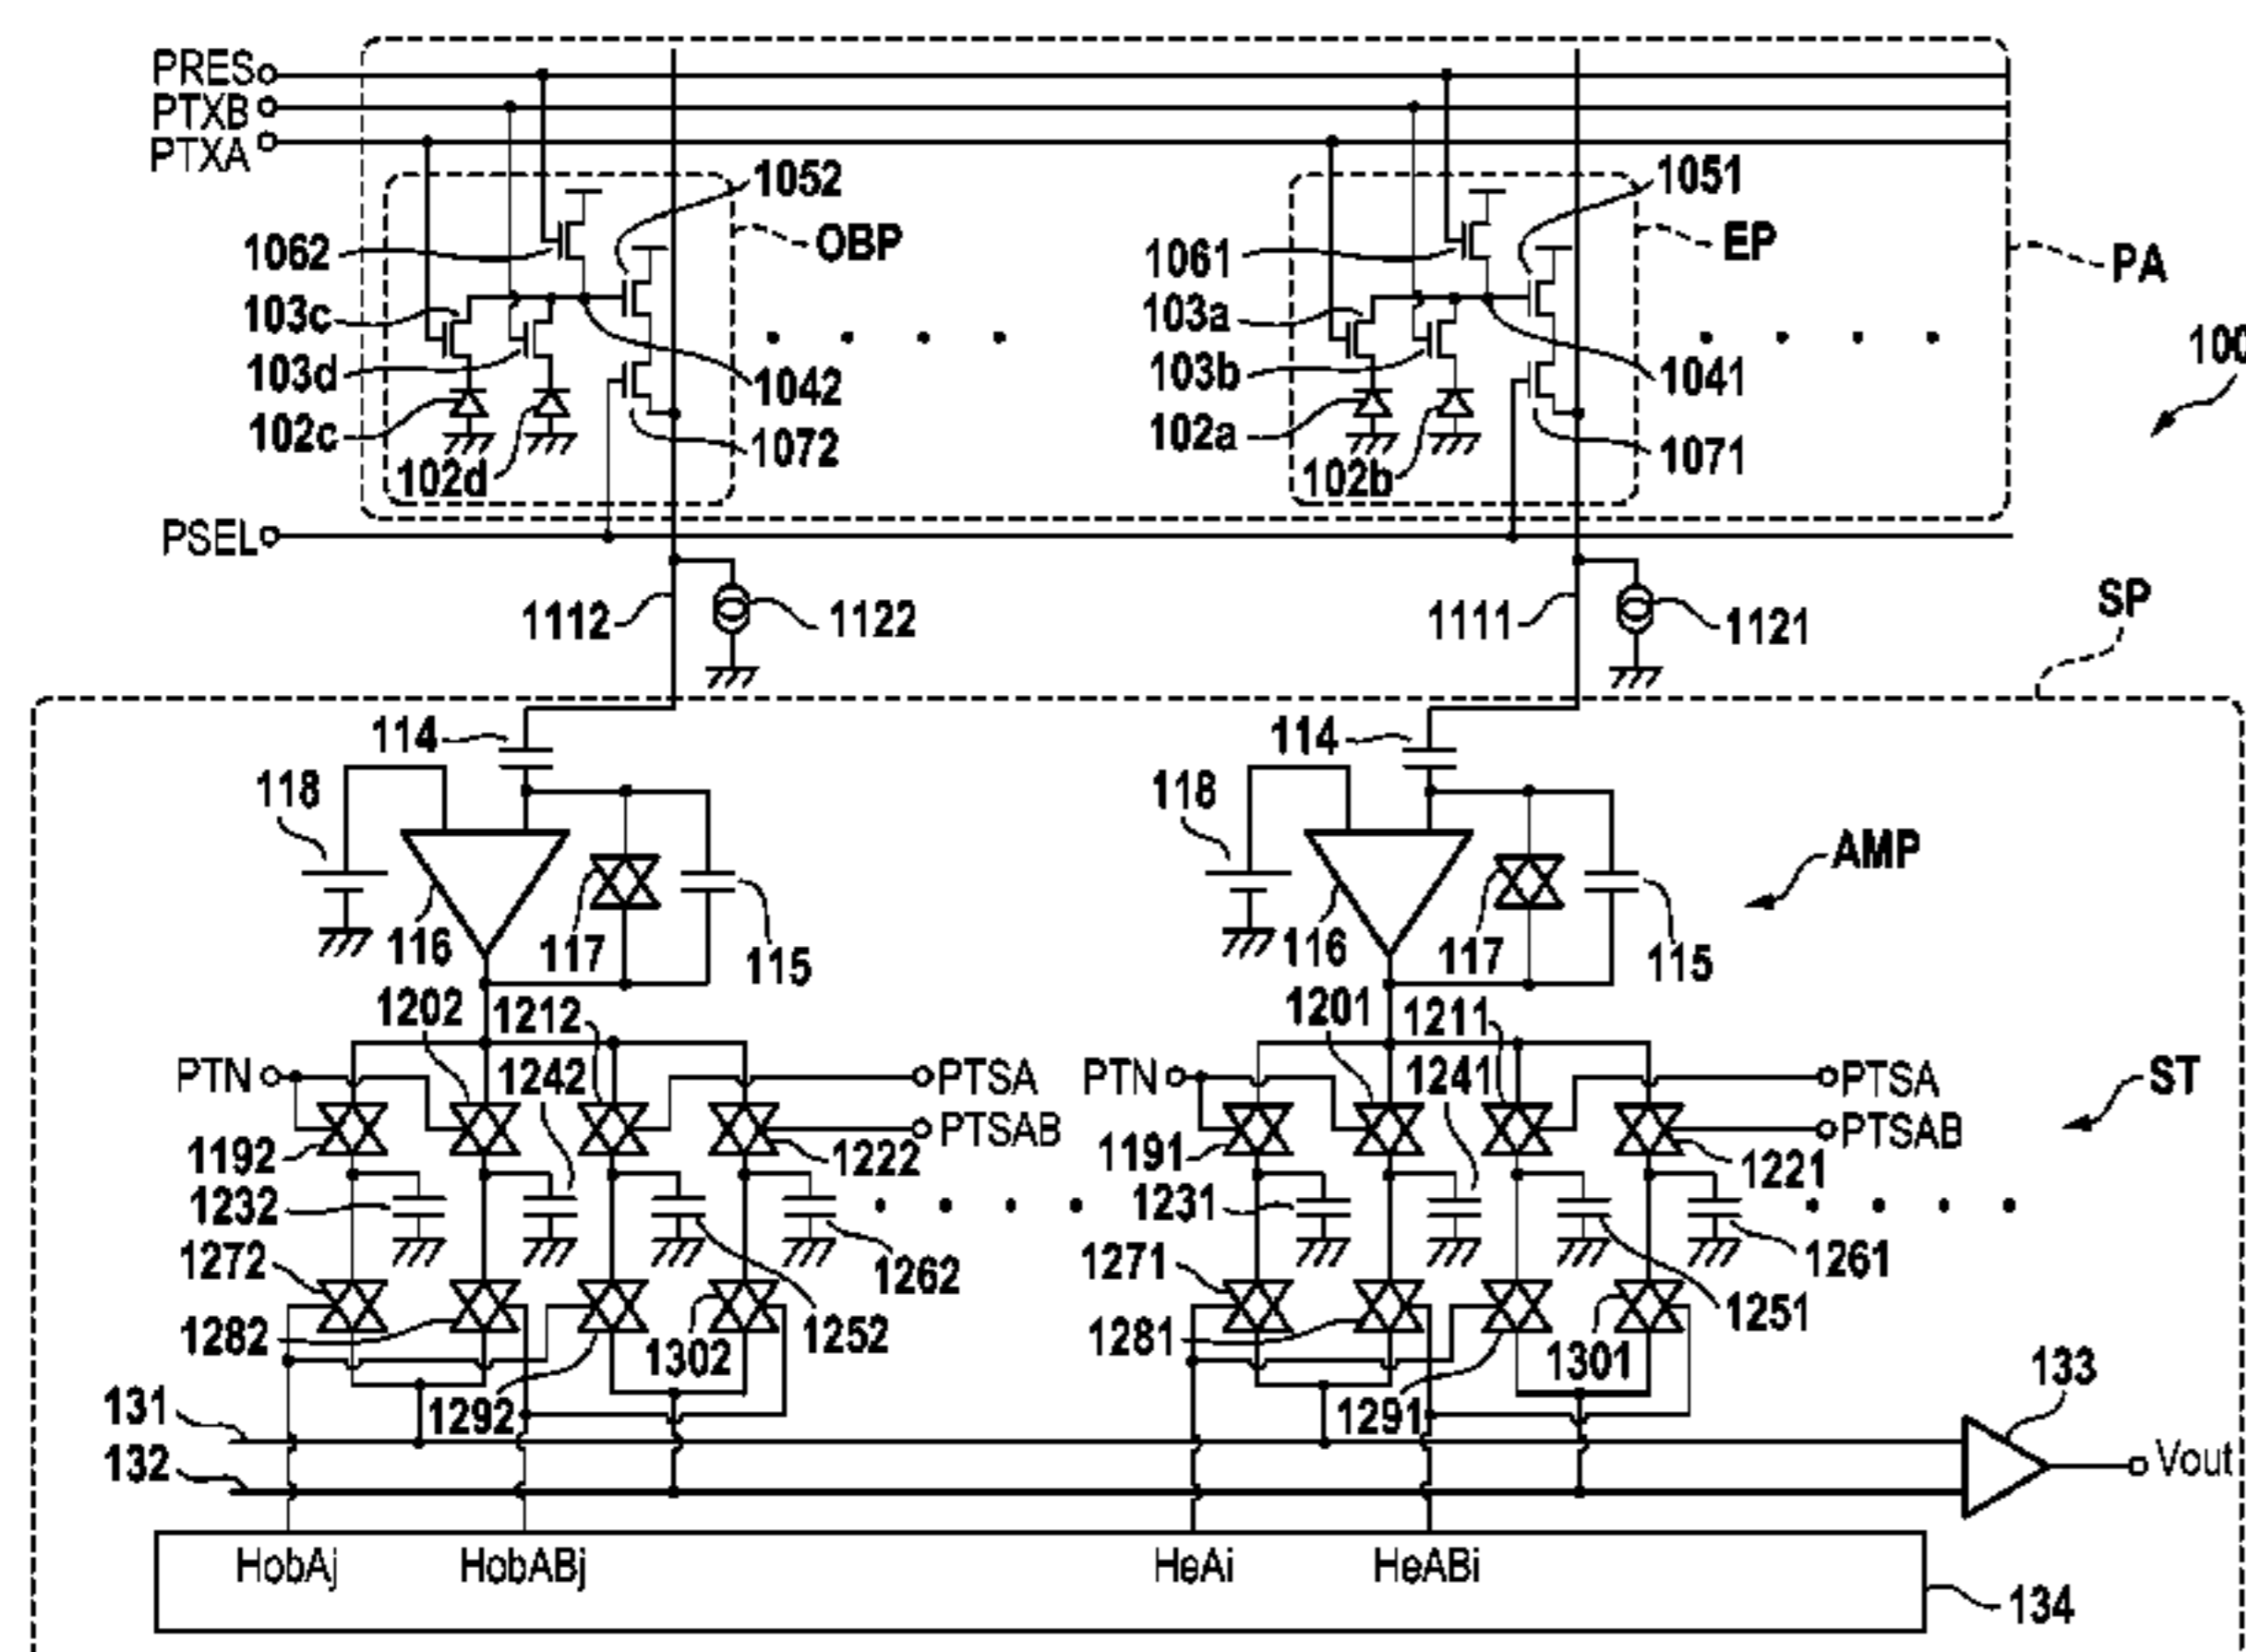 PRES
PTXB
PTXA
1052
1051
OBP
EP
PA
1062
1061
103c
103a
100
103d
1042
103b
1041
102c
1072
102a
1071
102d
102b
PSEL
SP
1112
1122
1111
1121
114
114
118
118
AMP
116
117
115
116
117
115
1202
1212
1201
1211
PTN
1242
PTSA
PTN
1241
PTSA
ST
PTSAB
PTSAB
1192
1222
1191
1221
1232
1231
1272
1262
1271
1261
1282
1302
1252
1281
1301
1251
133
131
1292
1291
132
Vout
HobAj
HobABj
HeAi
HeABi
134